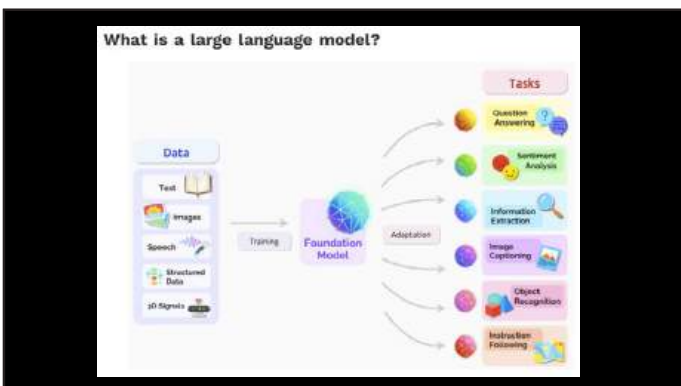 What is a large language model?
Tasks
Question
Answering
Data
Sentiment
Analysis
Text
Images
Information
Extraction
Training
Foundation
Model
Adaptation
Speech
Image
Captioning
Structured
Data
3D Signals
Object
Recognition
Instruction
Following